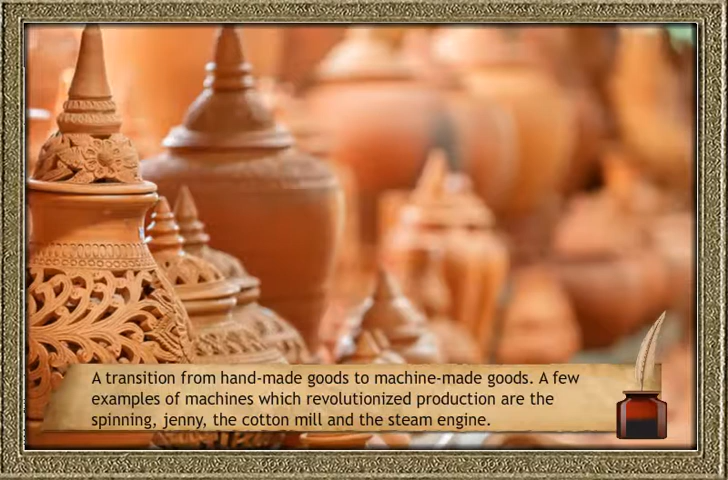 A transition from hand-made goods to machine-made goods. A few
examples of machines which revolutionized production are the
spinning, jenny, the cotton mill and the steam engine.